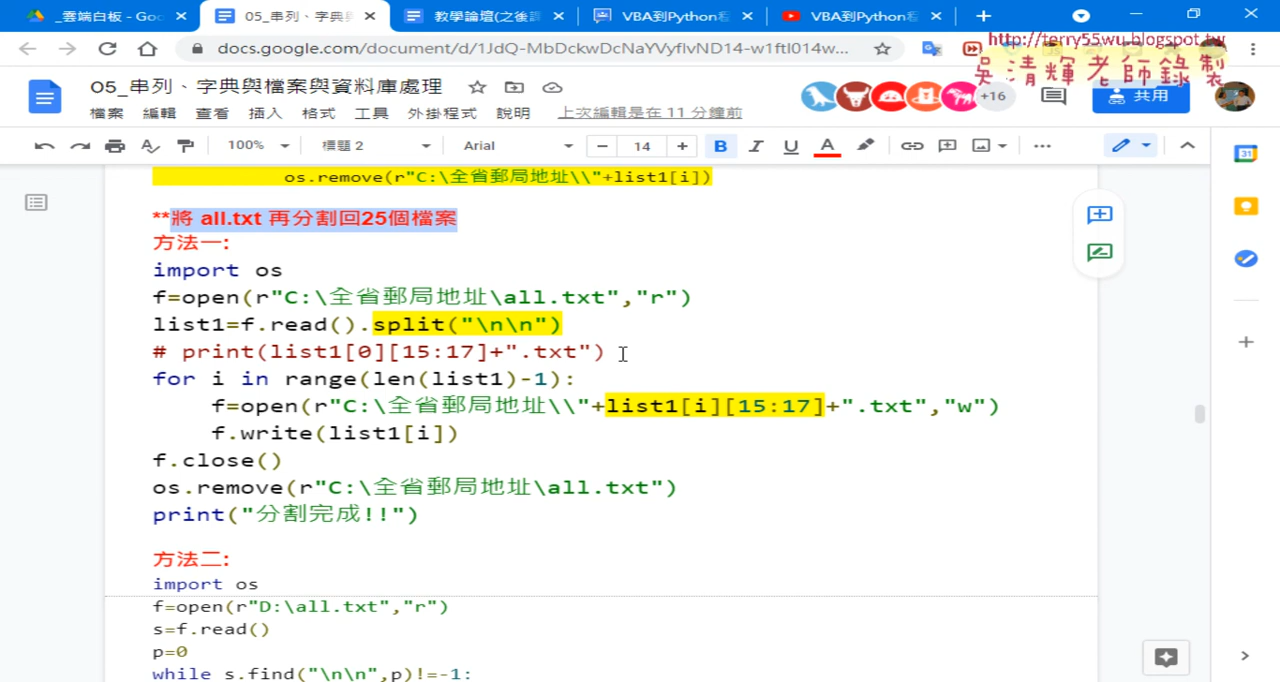 _雲端白板 - Goo
05_串列、字典與
教學論壇(之後課
VBA到Python程
VBA到Python程
docs.google.com/document/d/1JdQ-MbDckwDcNaYVyfIvND14-w1ftl014w...
http://terry55.wu.blogspot.tw
吳清輝老師錄製
05_串列、字典與檔案與資料庫處理
+16
共用
檔案 編輯 查看 插入 格式 工具 外掛程式 說明 上次編輯是在 11 分鐘前
100% 標題 2 Arial − 14 + B I U A
31
os.remove(r"C:\全省郵局地址\\"+list1[i])
**將 all.txt 再分割回25個檔案
方法一:
import os
f=open(r"C:\全省郵局地址\all.txt","r")
list1=f.read().split("\n\n")
# print(list1[0][15:17]+".txt")
for i in range(len(list1)-1):
f=open(r"C:\全省郵局地址\\"+list1[i][15:17]+".txt","w")
f.write(list1[i])
f.close()
os.remove(r"C:\全省郵局地址\all.txt")
print("分割完成!!")
方法二:
import os
f=open(r"D:\all.txt","r")
s=f.read()
p=0
while s.find("\n\n",p)!=-1: